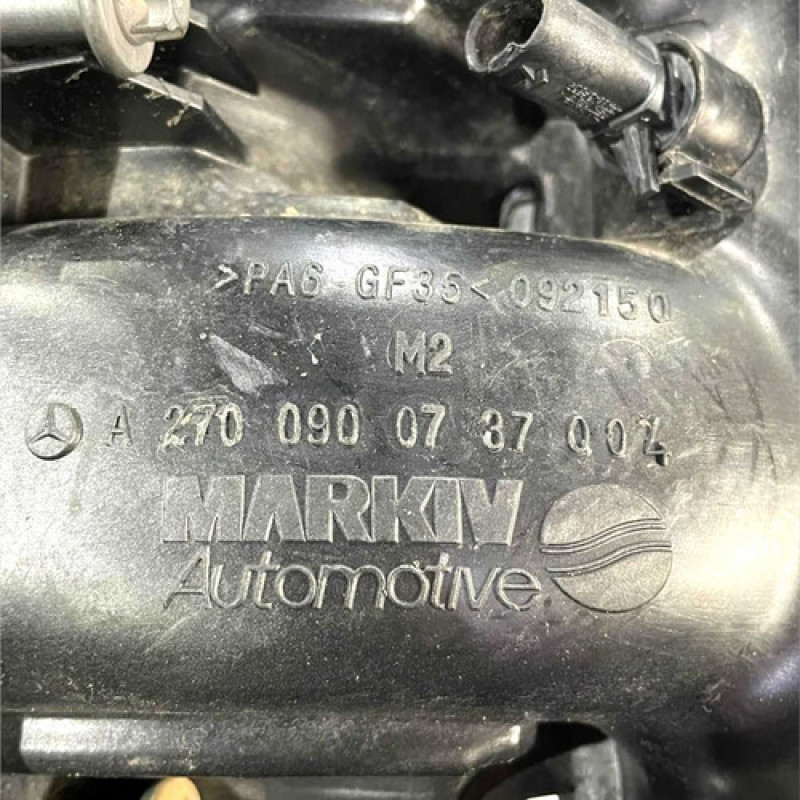 >PA6-GF35< 092150
M2
A 270 090 07 37 Q04
MARKIV
Automotive